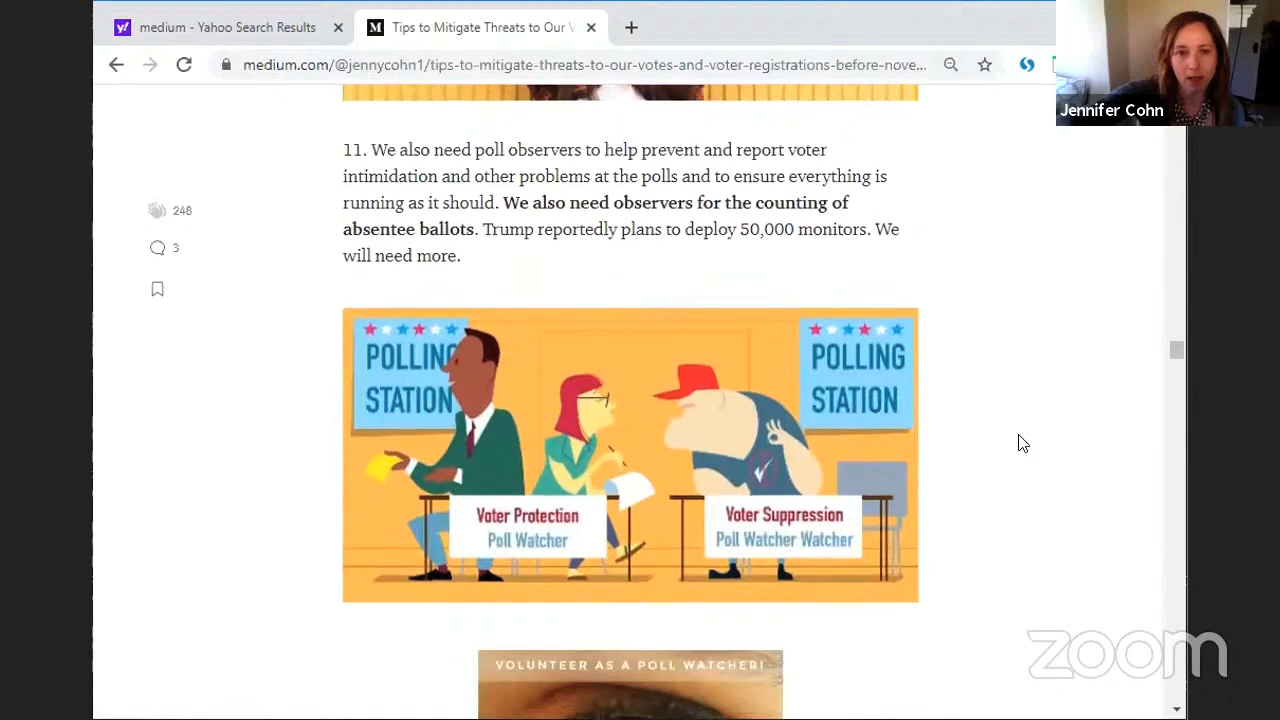 medium - Yahoo Search Results
Tips to Mitigate Threats to Our V
medium.com/@jennycohn1/tips-to-mitigate-threats-to-our-votes-and-voter-registrations-before-nove...
Jennifer Cohn
11. We also need poll observers to help prevent and report voter
intimidation and other problems at the polls and to ensure everything is
running as it should. We also need observers for the counting of
absentee ballots. Trump reportedly plans to deploy 50,000 monitors. We
will need more.
248
3
POLLING
STATION
POLLING
STATION
Voter Protection
Poll Watcher
Voter Suppression
Poll Watcher Watcher
VOLUNTEER AS A POLL WATCHER!
zoom